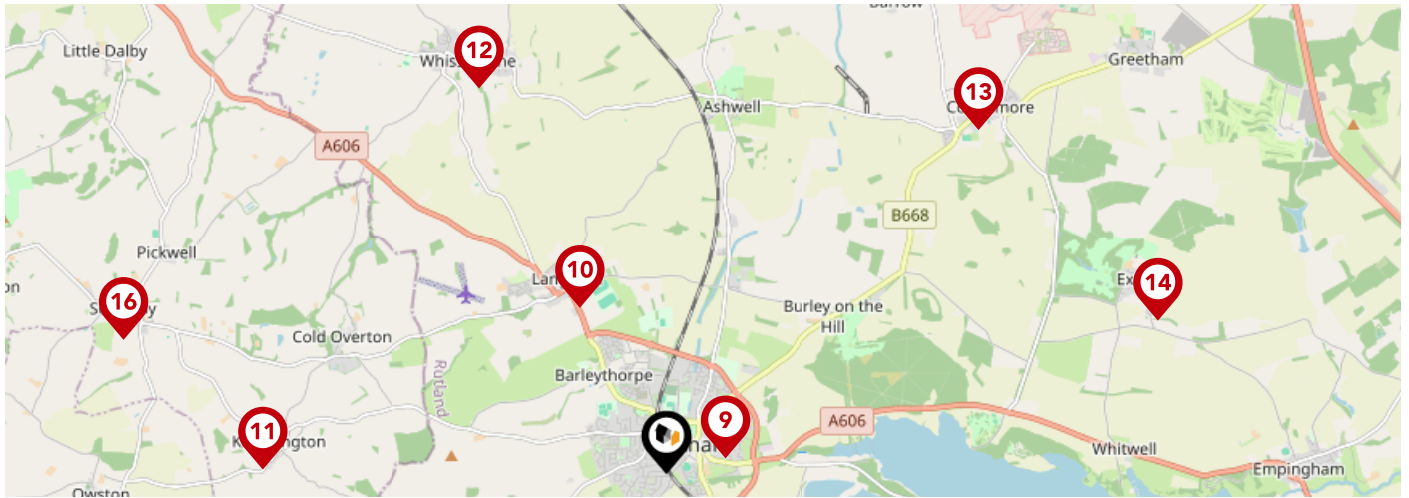 Little Dalby
12
Greetham
Ashwell
13
A606
B668
Pickwell
10
14
16
Burley on the
Hill
Cold Overton
Barleythorpe
Rutland
9
A606
11
Whitwell
Empingham
Owston